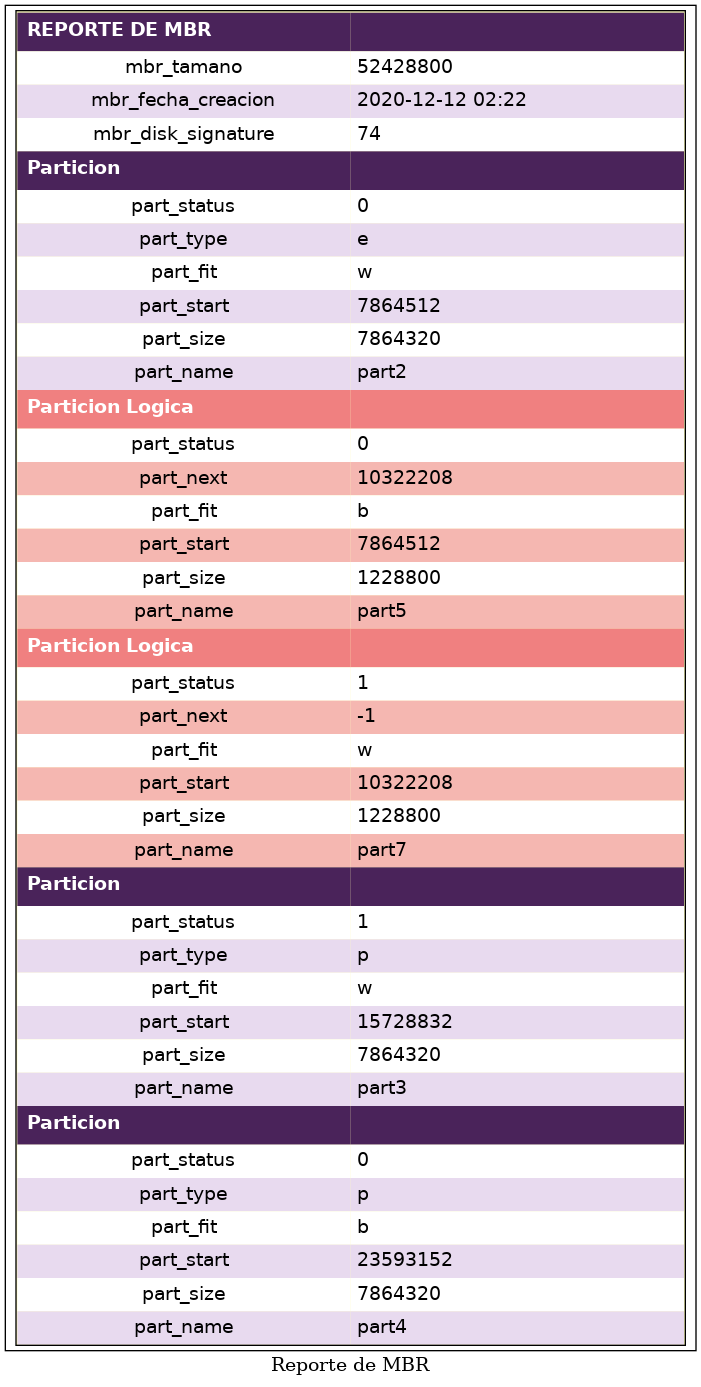 REPORTE DE MBR
mbr_tamano 52428800
mbr_fecha_creacion 2020-12-12 02:22
mbr_disk_signature 74
Particion
part_status 0
part_type e
part_fit w
part_start 7864512
part_size 7864320
part_name part2
Particion Logica
part_status 0
part_next 10322208
part_fit b
part_start 7864512
part_size 1228800
part_name part5
Particion Logica
part_status 1
part_next -1
part_fit w
part_start 10322208
part_size 1228800
part_name part7
Particion
part_status 1
part_type p
part_fit w
part_start 15728832
part_size 7864320
part_name part3
Particion
part_status 0
part_type p
part_fit b
part_start 23593152
part_size 7864320
part_name part4
Reporte de MBR